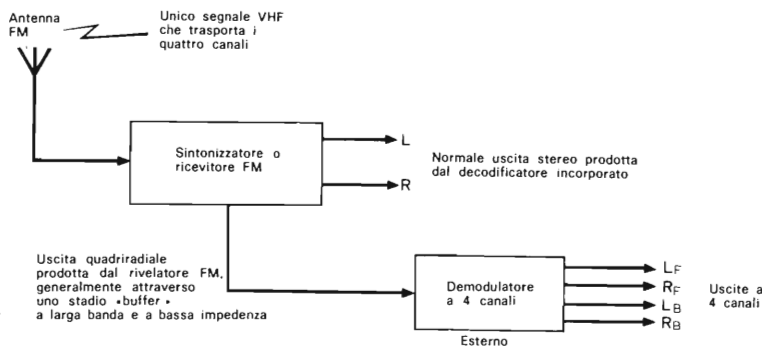 Antenna
FM
Unico segnale VHF
che trasporta i
quattro canali
Sintonizzatore o
ricevitore FM
L
R
Normale uscita stereo prodotta
dal decodificatore incorporato
Uscita quadriradiale
prodotta dal rivelatore FM,
generalmente attraverso
uno stadio «buffer»
a larga banda e a bassa impedenza
Demodulatore
a 4 canali
Esterno
LF
RF
LB
RB
Uscite a
4 canali